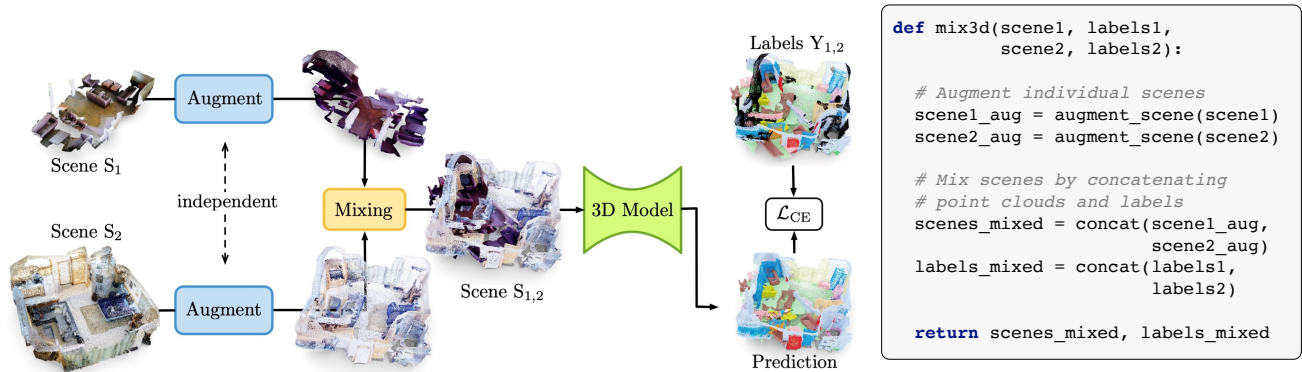 Augment
Scene S1
independent
Scene S2
Augment
Mixing
Scene S1,2
3D Model
Labels Y1,2
LCE
Prediction
def mix3d(scene1, labels1,
scene2, labels2):
# Augment individual scenes
scene1_aug = augment_scene(scene1)
scene2_aug = augment_scene(scene2)
# Mix scenes by concatenating
# point clouds and labels
scenes_mixed = concat(scene1_aug,
scene2_aug)
labels_mixed = concat(labels1,
labels2)
return scenes_mixed, labels_mixed